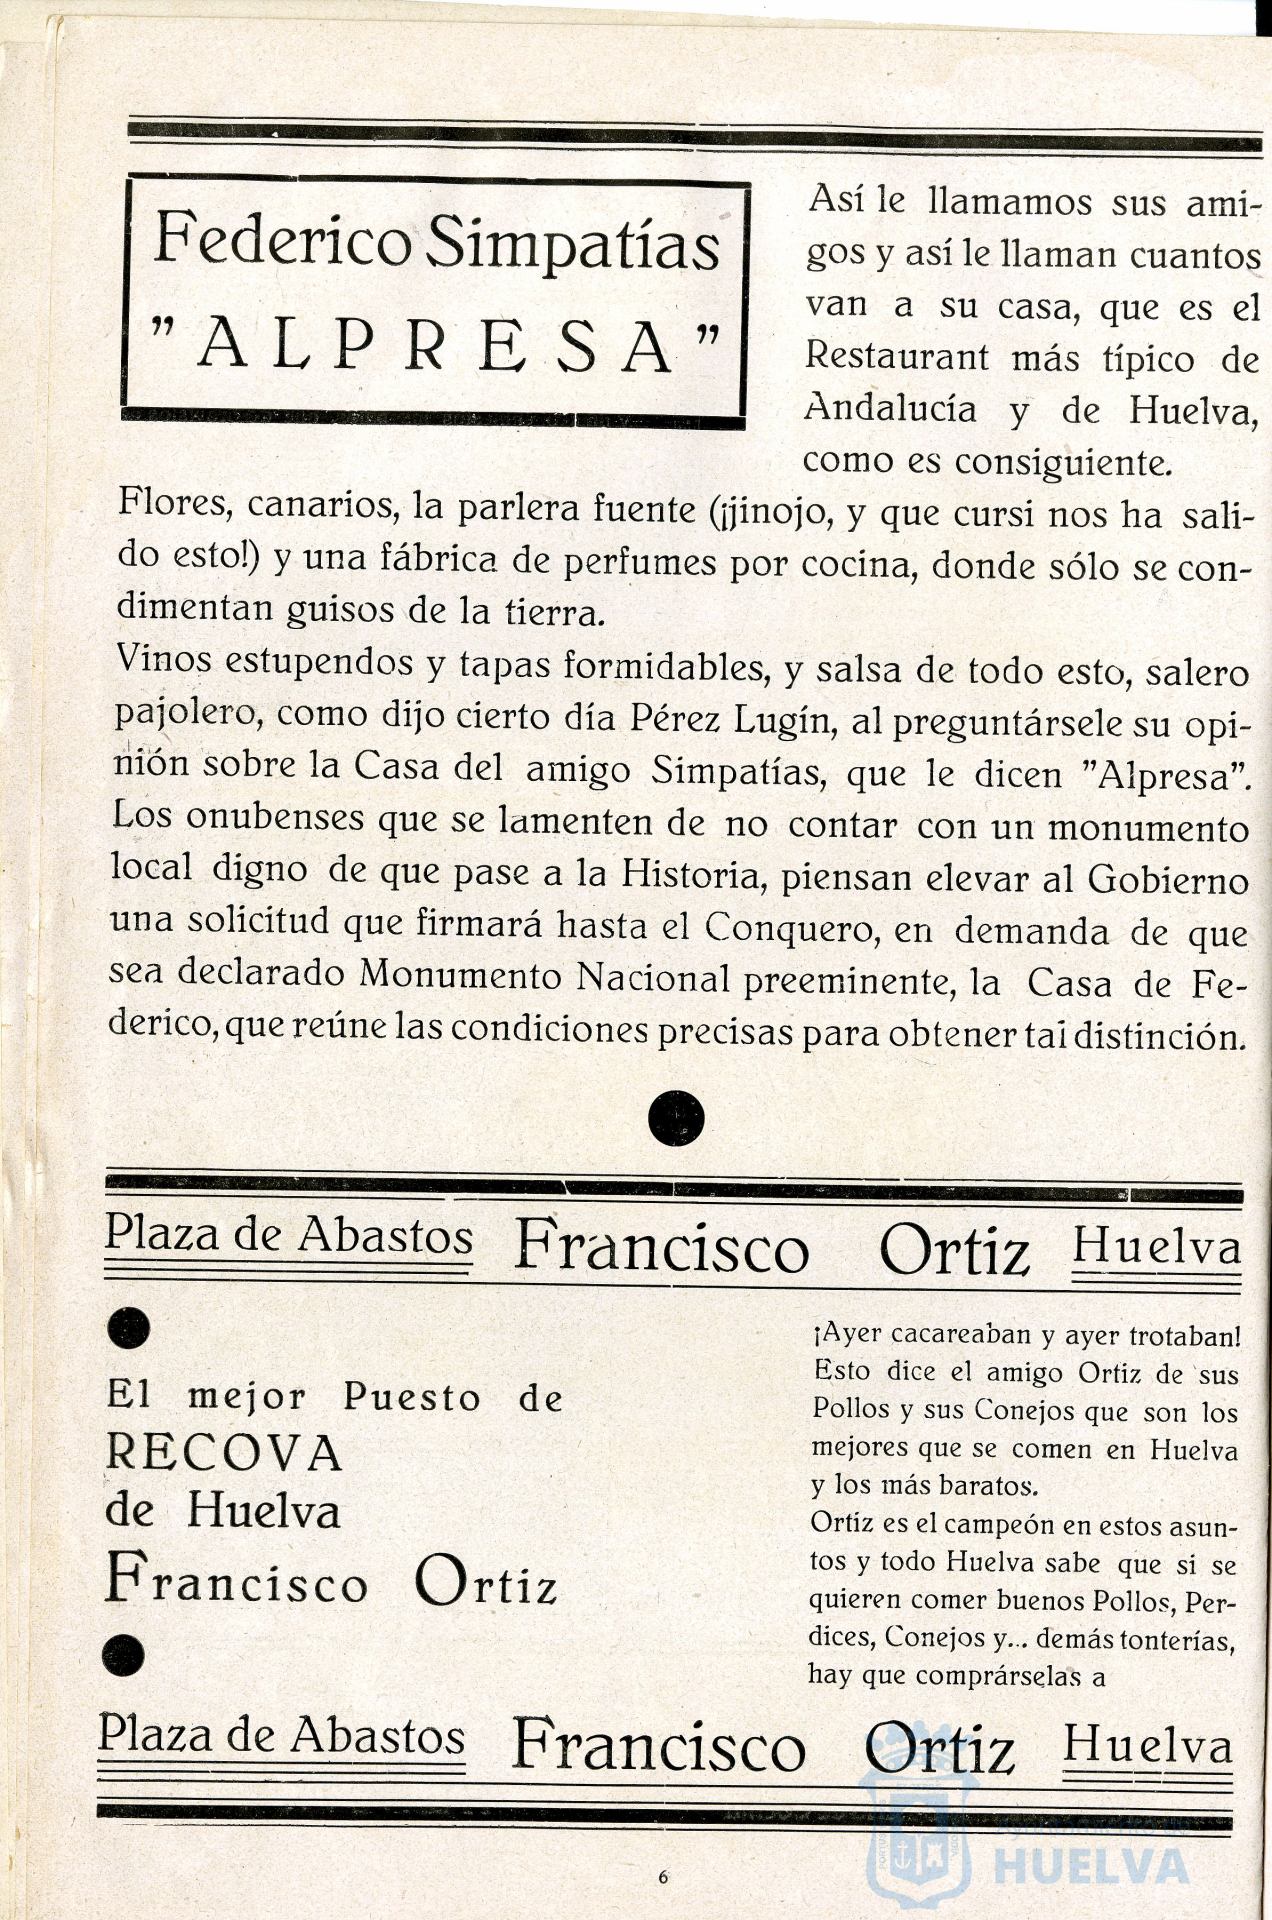 Federico Simpatías
"ALPRESA"
Así le llamamos sus ami-
gos y así le llaman cuantos
van a su casa, que es el
Restaurant más típico de
Andalucía y de Huelva,
como es consiguiente.
Flores, canarios, la parlera fuente (¡jinojo, y que cursi nos ha sali-
do esto!) y una fábrica de perfumes por cocina, donde sólo se con-
dimentan guisos de la tierra.
Vinos estupendos y tapas formidables, y salsa de todo esto, salero
pajolero, como dijo cierto día Pérez Lugín, al preguntársele su opi-
nión sobre la Casa del amigo Simpatías, que le dicen "Alpresa".
Los onubenses que se lamenten de no contar con un monumento
local digno de que pase a la Historia, piensan elevar al Gobierno
una solicitud que firmará hasta el Conquero, en demanda de que
sea declarado Monumento Nacional preeminente, la Casa de Fe-
derico, que reúne las condiciones precisas para obtener tal distinción.
Plaza de Abastos Francisco Ortiz Huelva
El mejor Puesto de
RECOVA
de Huelva
Francisco Ortiz
¡Ayer cacareaban y ayer trotaban!
Esto dice el amigo Ortiz de sus
Pollos y sus Conejos que son los
mejores que se comen en Huelva
y los más baratos.
Ortiz es el campeón en estos asun-
tos y todo Huelva sabe que si se
quieren comer buenos Pollos, Per-
dices, Conejos y... demás tonterías,
hay que comprárselas a
Plaza de Abastos Francisco Ortiz Huelva
6
HUELVA